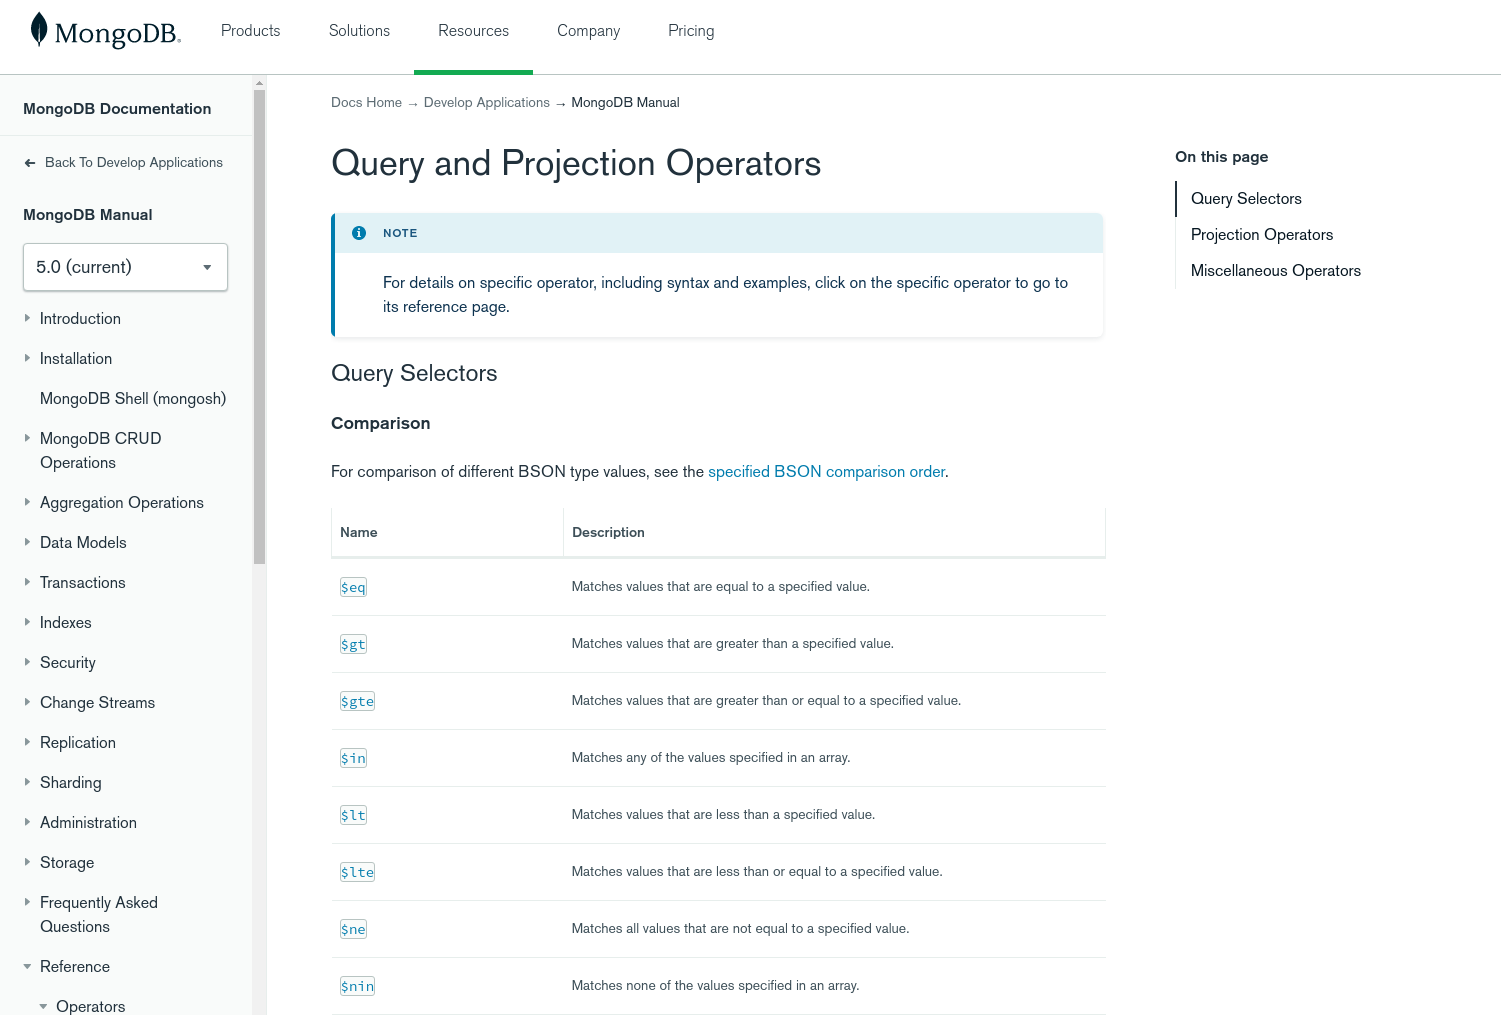 MongoDB.
Products
Solutions
Resources
Company
Pricing
MongoDB Documentation
Back To Develop Applications
MongoDB Manual
5.0 (current)
Introduction
Installation
MongoDB Shell (mongosh)
MongoDB CRUD
Operations
Aggregation Operations
Data Models
Transactions
Indexes
Security
Change Streams
Replication
Sharding
Administration
Storage
Frequently Asked
Questions
Reference
Operators
Docs Home → Develop Applications → MongoDB Manual
Query and Projection Operators
NOTE
For details on specific operator, including syntax and examples, click on the specific operator to go to
its reference page.
Query Selectors
Comparison
For comparison of different BSON type values, see the specified BSON comparison order.
Name Description
$eq Matches values that are equal to a specified value.
$gt Matches values that are greater than a specified value.
$gte Matches values that are greater than or equal to a specified value.
$in Matches any of the values specified in an array.
$lt Matches values that are less than a specified value.
$lte Matches values that are less than or equal to a specified value.
$ne Matches all values that are not equal to a specified value.
$nin Matches none of the values specified in an array.
On this page
Query Selectors
Projection Operators
Miscellaneous Operators